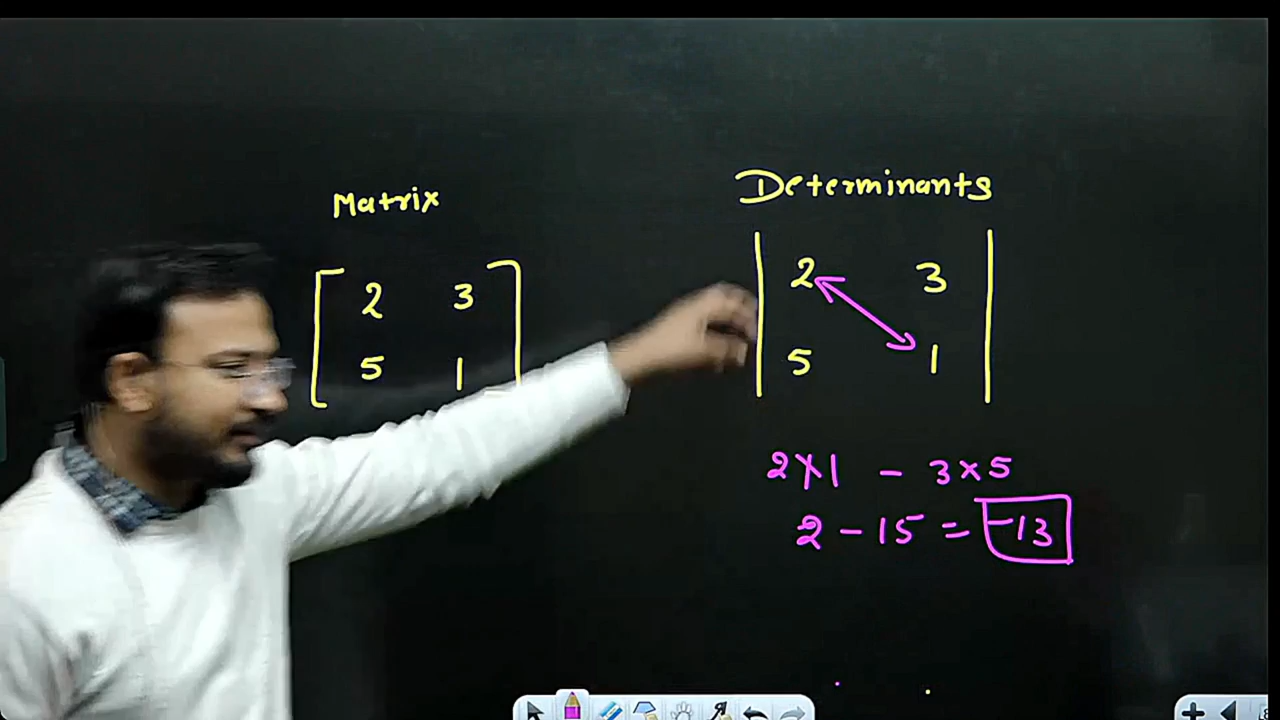 Matrix
2 3
5 1
Determinants
2 3
5 1
2×1 - 3×5
2 - 15 = -13